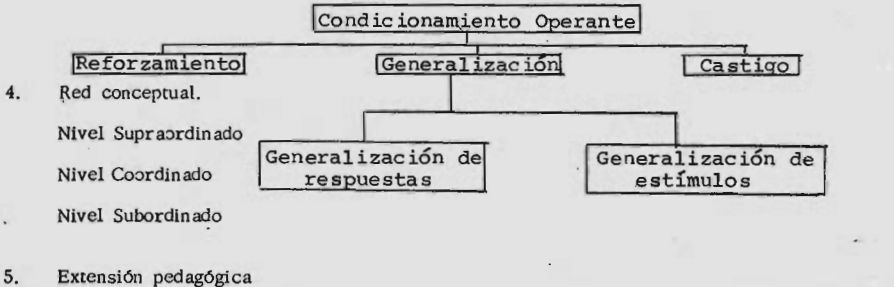 Condicionamiento Operante
Reforzamiento Generalización Castigo
4. Red conceptual.
Nivel Supraordinado
Generalización de respuestas
Generalización de estímulos
Nivel Coordinado
Nivel Subordinado
5. Extensión pedagógica